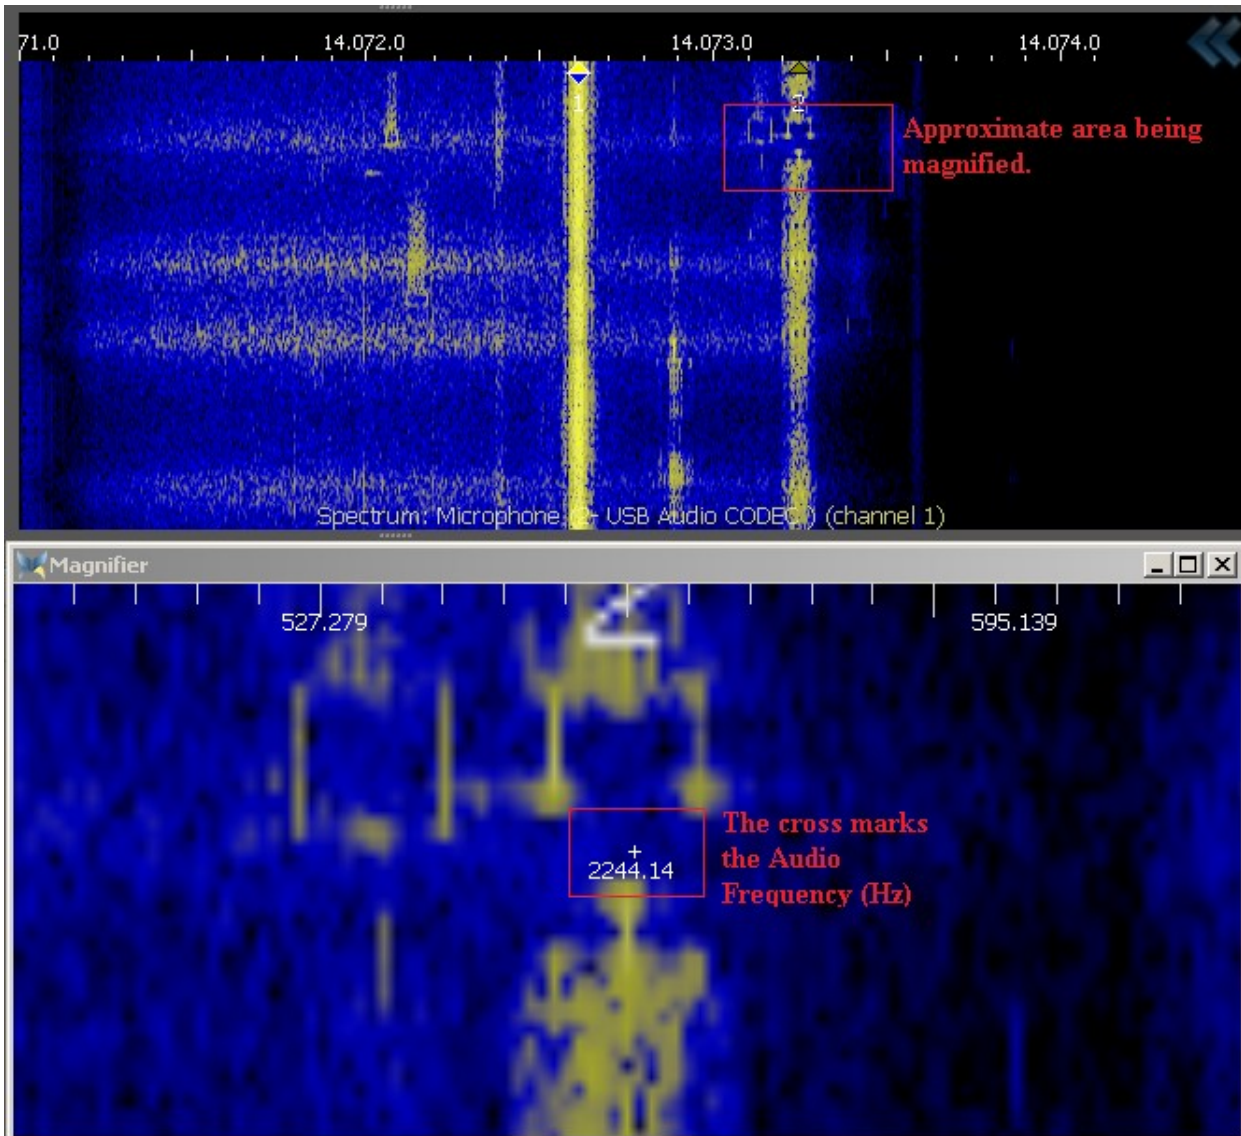 71.0 14.072.0 14.073.0 14.074.0
1 2
Approximate area being
magnified.
Spectrum: Microphone (2- USB Audio CODEC ) (channel 1)
Magnifier
527.279 595.139
2
The cross marks
the Audio
Frequency (Hz)
2244.14